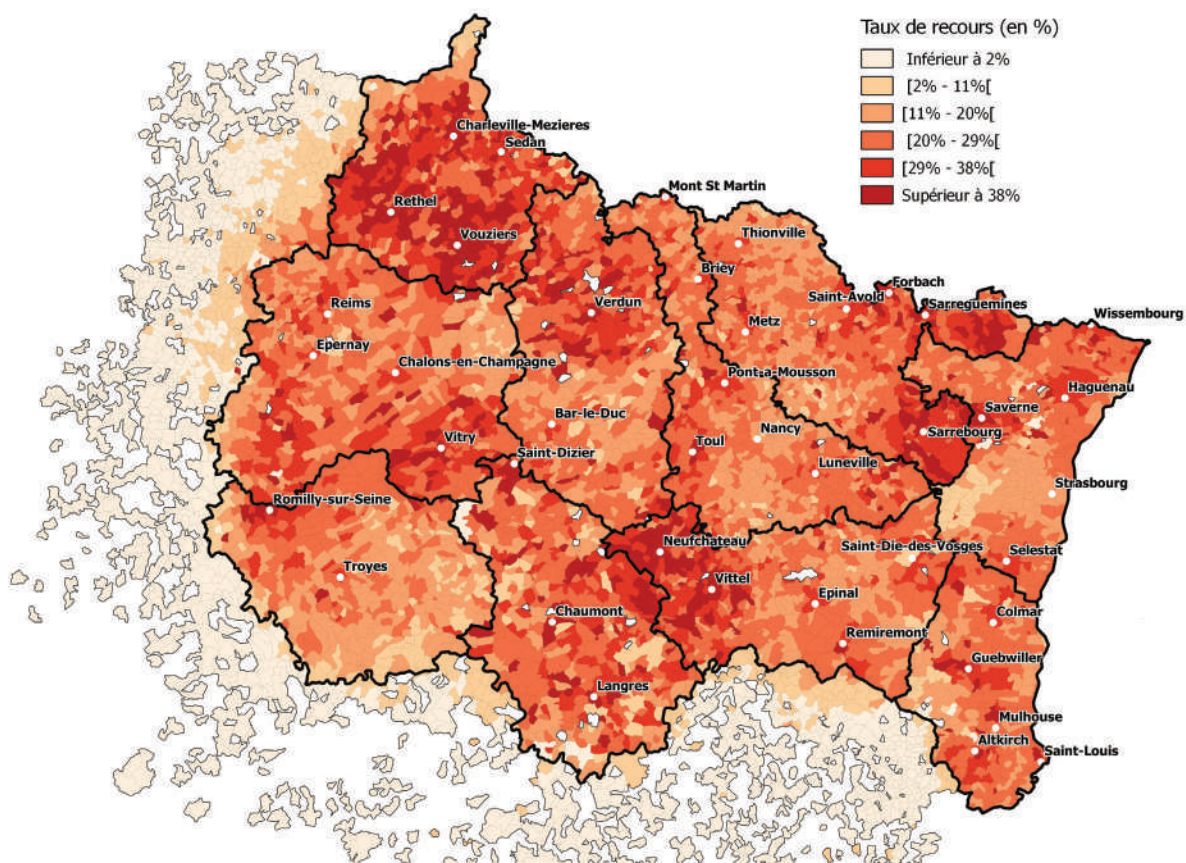 Taux de recours (en %)
Inférieur à 2%
[2% - 11%[
[11% - 20%[
[20% - 29%[
[29% - 38%[
Supérieur à 38%
Charleville-Mezieres
Sedan
Mont St Martin
Rethel
Vouziers
Thionville
Briey
Forbach
Saint-Avold
Sarreguemines
Wissembourg
Reims
Verdun
Metz
Epernay
Chalons-en-Champagne
Pont-a-Mousson
Haguenau
Saverne
Bar-le-Duc
Sarrebourg
Nancy
Vitry
Toul
Saint-Dizier
Luneville
Strasbourg
Romilly-sur-Seine
Neufchateau
Saint-Die-des-Vosges
Selestat
Troyes
Vittel
Epinal
Chaumont
Colmar
Remiremont
Guebwiller
Langres
Mulhouse
Altkirch
Saint-Louis